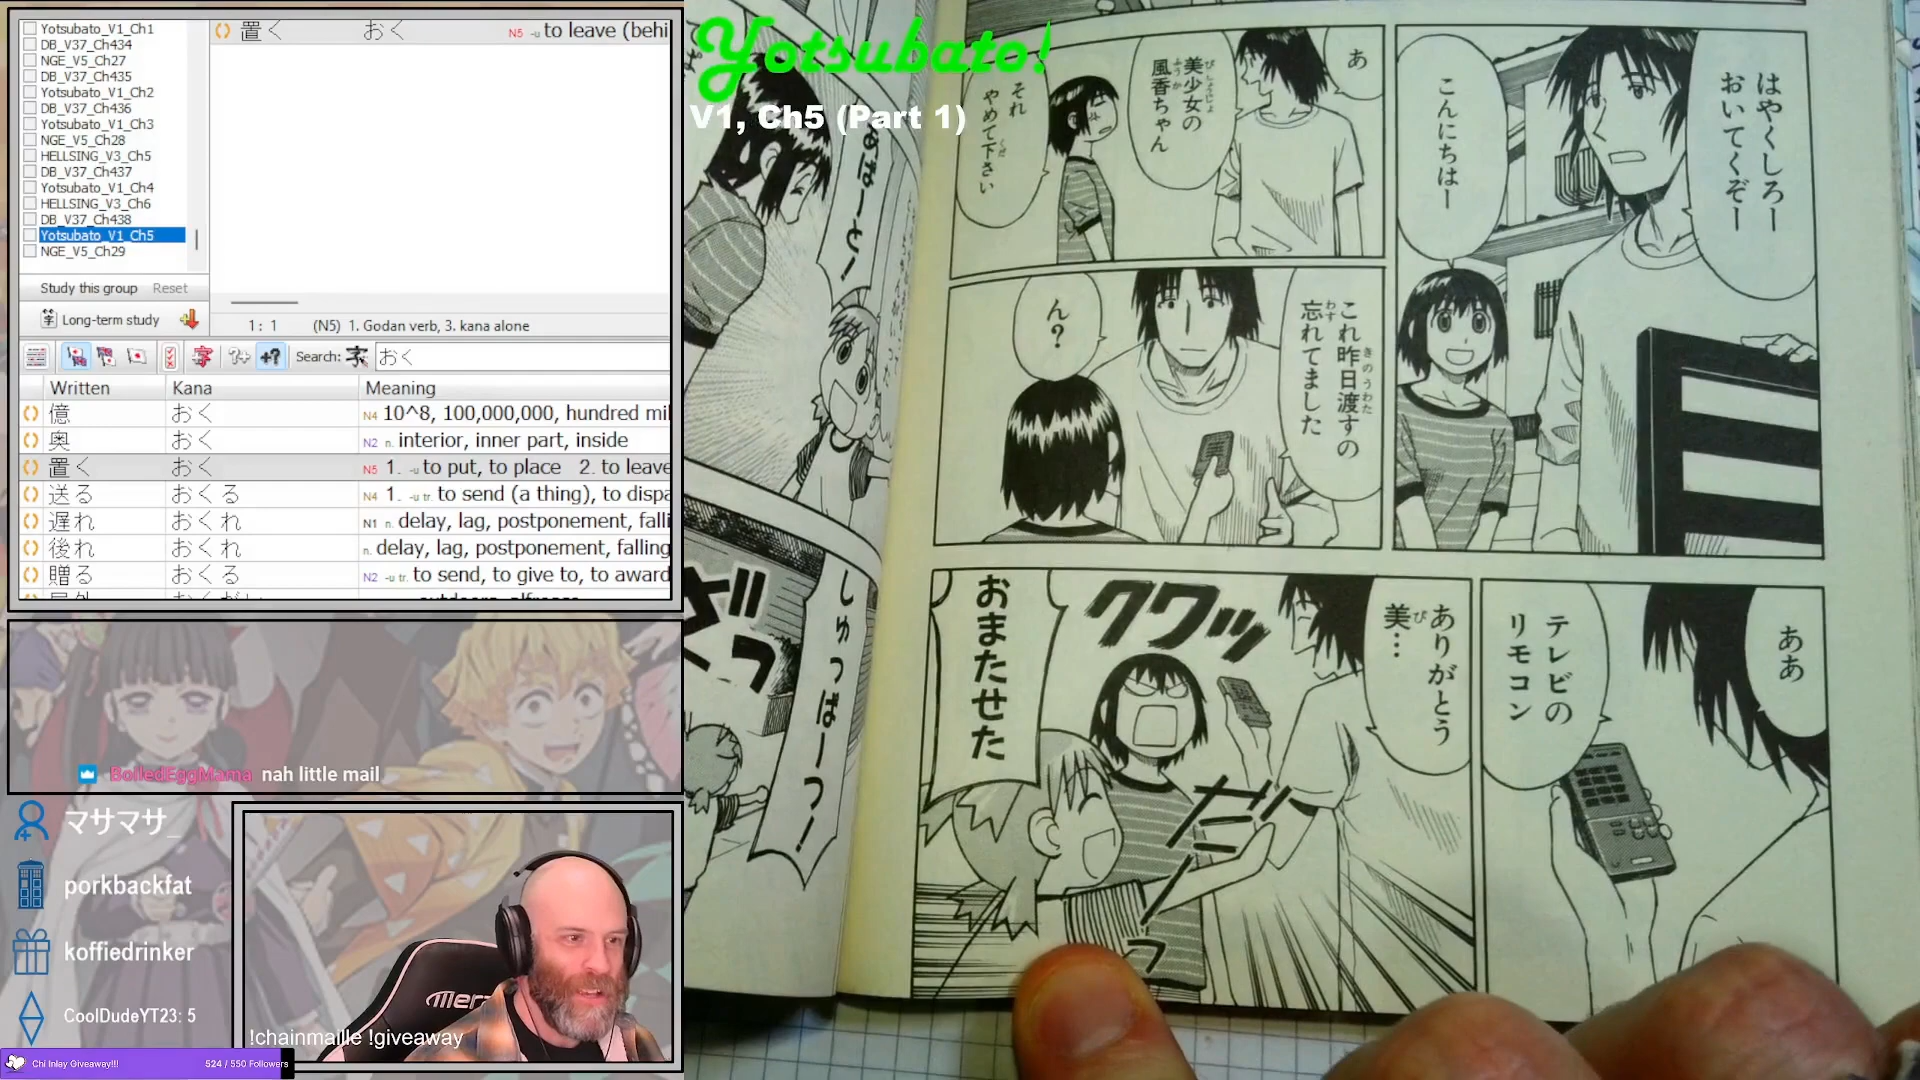 Yotsubato_V1_Ch1
DB_V37_Ch434
NGE_V5_Ch27
DB_V37_Ch435
Yotsubato_V1_Ch2
DB_V37_Ch436
Yotsubato_V1_Ch3
NGE_V5_Ch28
HELLSING_V3_Ch5
DB_V37_Ch437
Yotsubato_V1_Ch4
HELLSING_V3_Ch6
DB_V37_Ch438
Yotsubato_V1_Ch5
NGE_V5_Ch29
Study this group Reset
Long-term study
置く おく N5 -u to leave (behi
1: 1 (N5) 1. Godan verb, 3. kana alone
Search: おく
Written Kana Meaning
億 おく N4 10^8, 100,000,000, hundred mil
奥 おく N2 n. interior, inner part, inside
置く おく N5 1. -u to put, to place 2. to leave
送る おくる N4 1. -u tr. to send (a thing), to dispa
遅れ おくれ N1 n. delay, lag, postponement, falli
後れ おくれ n. delay, lag, postponement, falling
贈る おくる N2 -u tr. to send, to give to, to award
BoiledEggMama nah little mail
マサマサ_
porkbackfat
koffiedrinker
CoolDudeYT23: 5
!chainmaille !giveaway
Chi Inlay Giveaway!!! 524 / 550 Followers
Yotsubato!
V1, Ch5 (Part 1)
はやくしろー
おいてくぞー
こんにちはー
あ
美少女の
風香ちゃん
それ
やめて下さい
これ昨日渡すの
忘れてました
ん?
ああ
テレビの
リモコン
ありがとう
美…
クワッ
おまたせた
だーっ
しゅっぱーつっ!